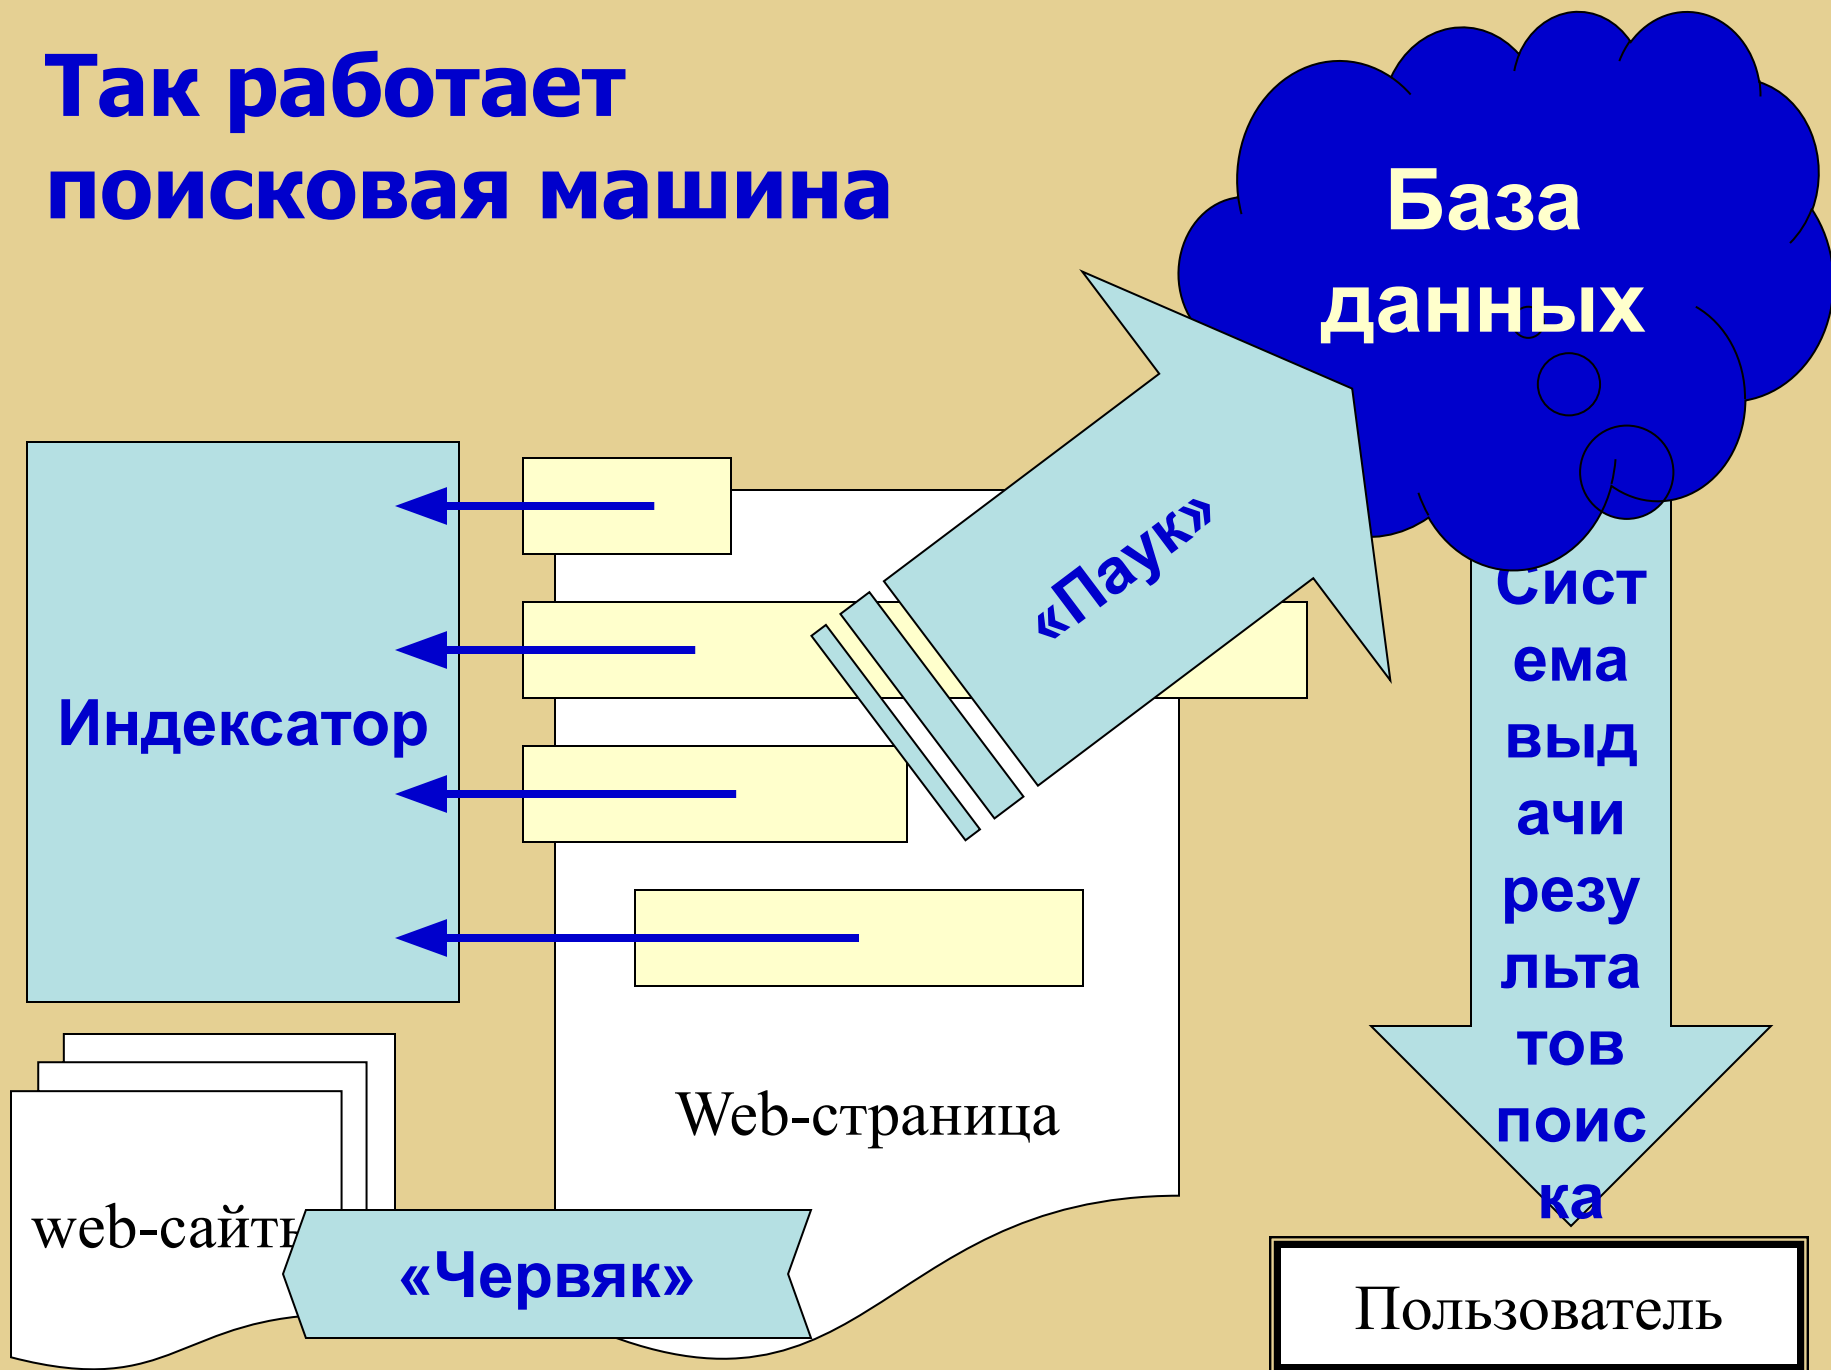 Так работает
поисковая машина
База
данных
«Паук»
Индексатор
Сист
ема
выд
ачи
резу
льта
тов
поис
ка
Web-страница
web-сайты
«Червяк»
Пользователь